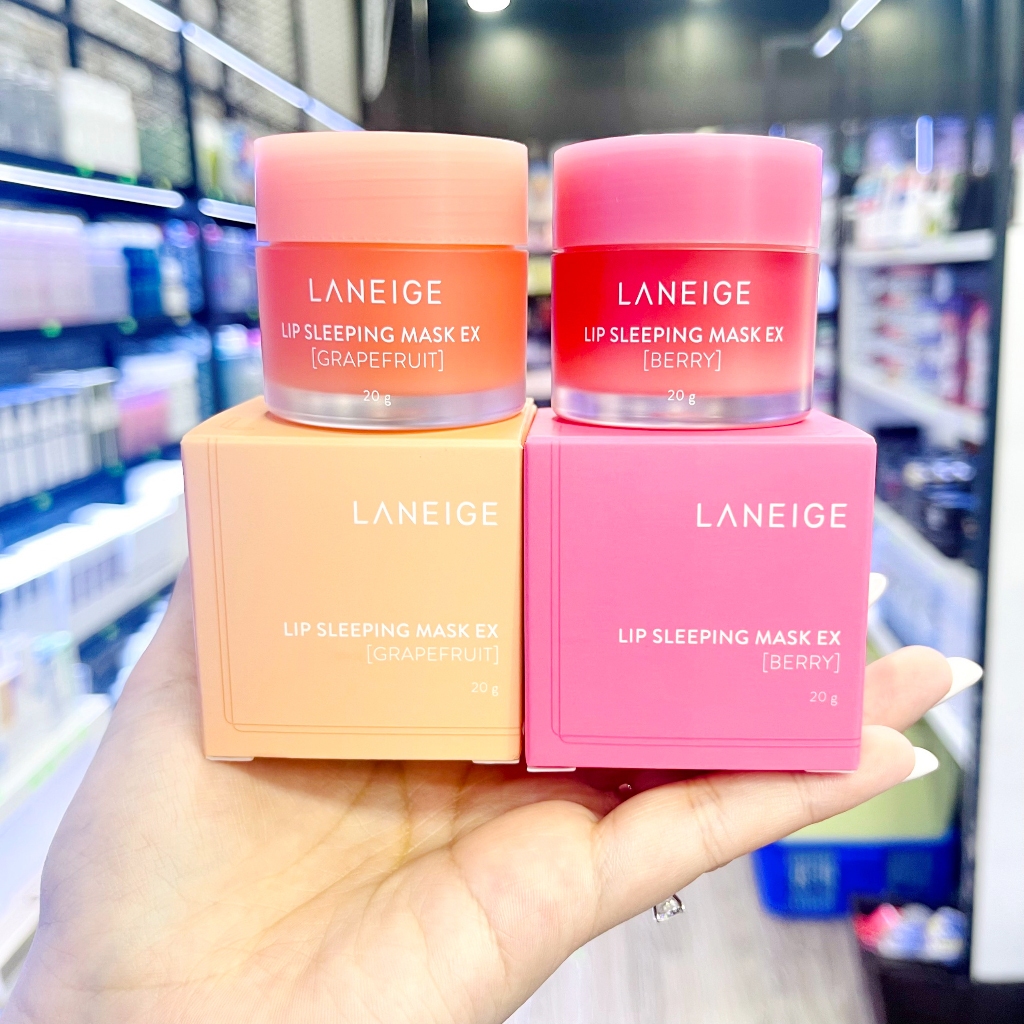 LANEIGE
LIP SLEEPING MASK EX
[GRAPEFRUIT]
20 g
LANEIGE
LIP SLEEPING MASK EX
[BERRY]
20 g
LANEIGE
LIP SLEEPING MASK EX
[GRAPEFRUIT]
20 g
LANEIGE
LIP SLEEPING MASK EX
[BERRY]
20 g